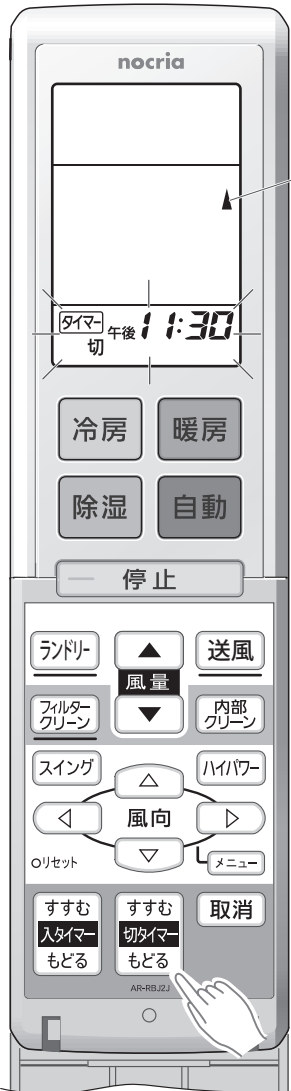 nocria
タイマー
切
午後 11:30
冷房
暖房
除湿
自動
停止
ランドリー
風量
送風
フィルター
クリーン
内部
クリーン
スイング
ハイパワー
風向
リセット
メニュー
すすむ
入タイマー
もどる
すすむ
切タイマー
もどる
取消
AR-RBJ2J